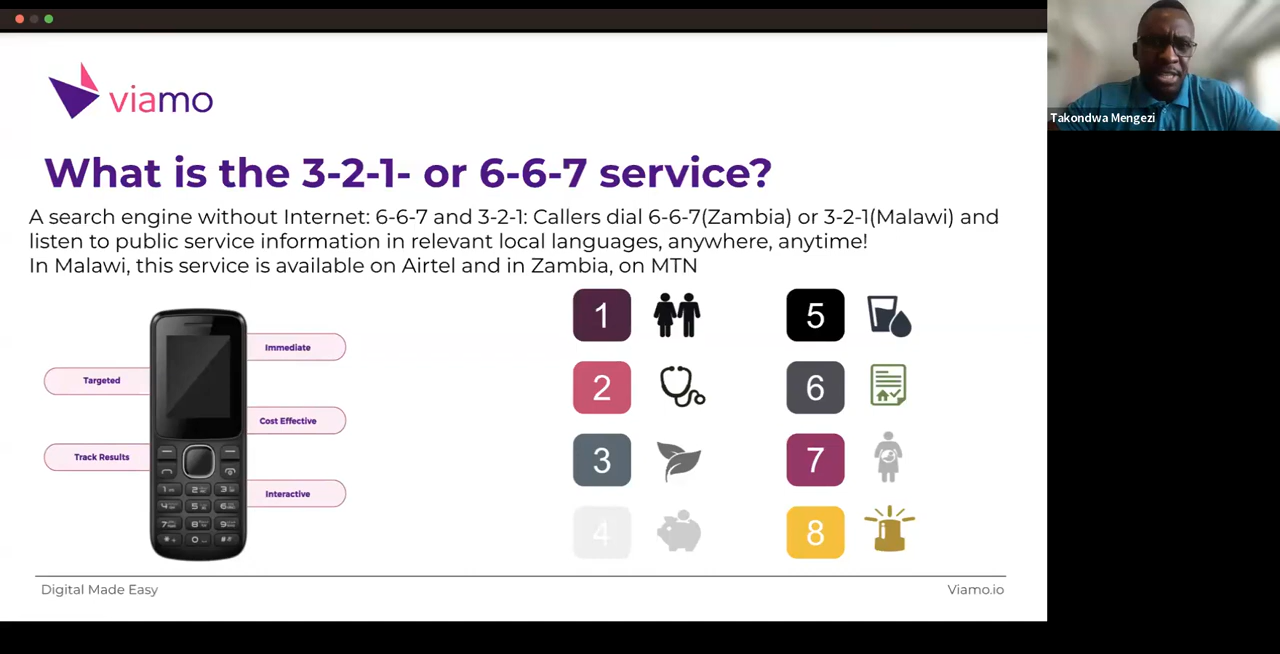 viamo
Takondwa Mengezi
What is the 3-2-1- or 6-6-7 service?
A search engine without Internet: 6-6-7 and 3-2-1: Callers dial 6-6-7(Zambia) or 3-2-1(Malawi) and
listen to public service information in relevant local languages, anywhere, anytime!
In Malawi, this service is available on Airtel and in Zambia, on MTN
Immediate
Targeted
Cost Effective
Track Results
Interactive
1
2
3
4
5
6
7
8
Digital Made Easy
Viamo.io